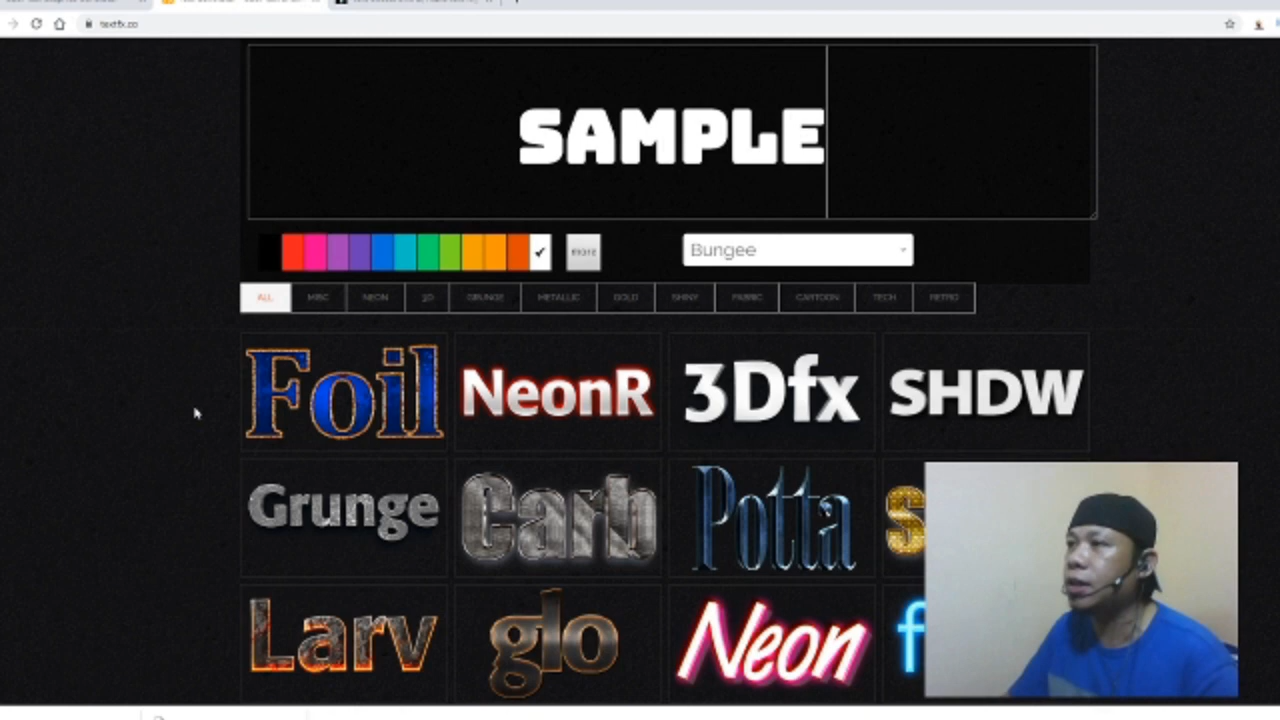 textfx.co
SAMPLE
more
Bungee
ALL MISC NEON 3D GRUNGE METALLIC GOLD SHINY FABRIC CARTOON TECH RETRO
Foil NeonR 3Dfx SHDW
Grunge Carb Potta
Larv glo Neon